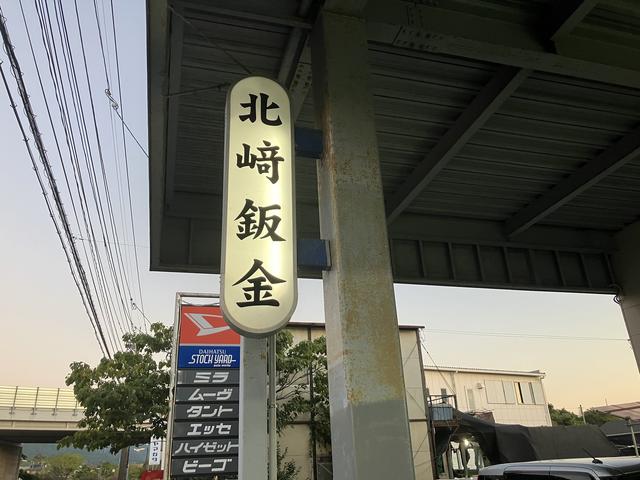 北﨑鈑金
DAIHATSU
STOCK YARD
ミラ
ムーヴ
タント
エッセ
ハイゼット
ビーゴ